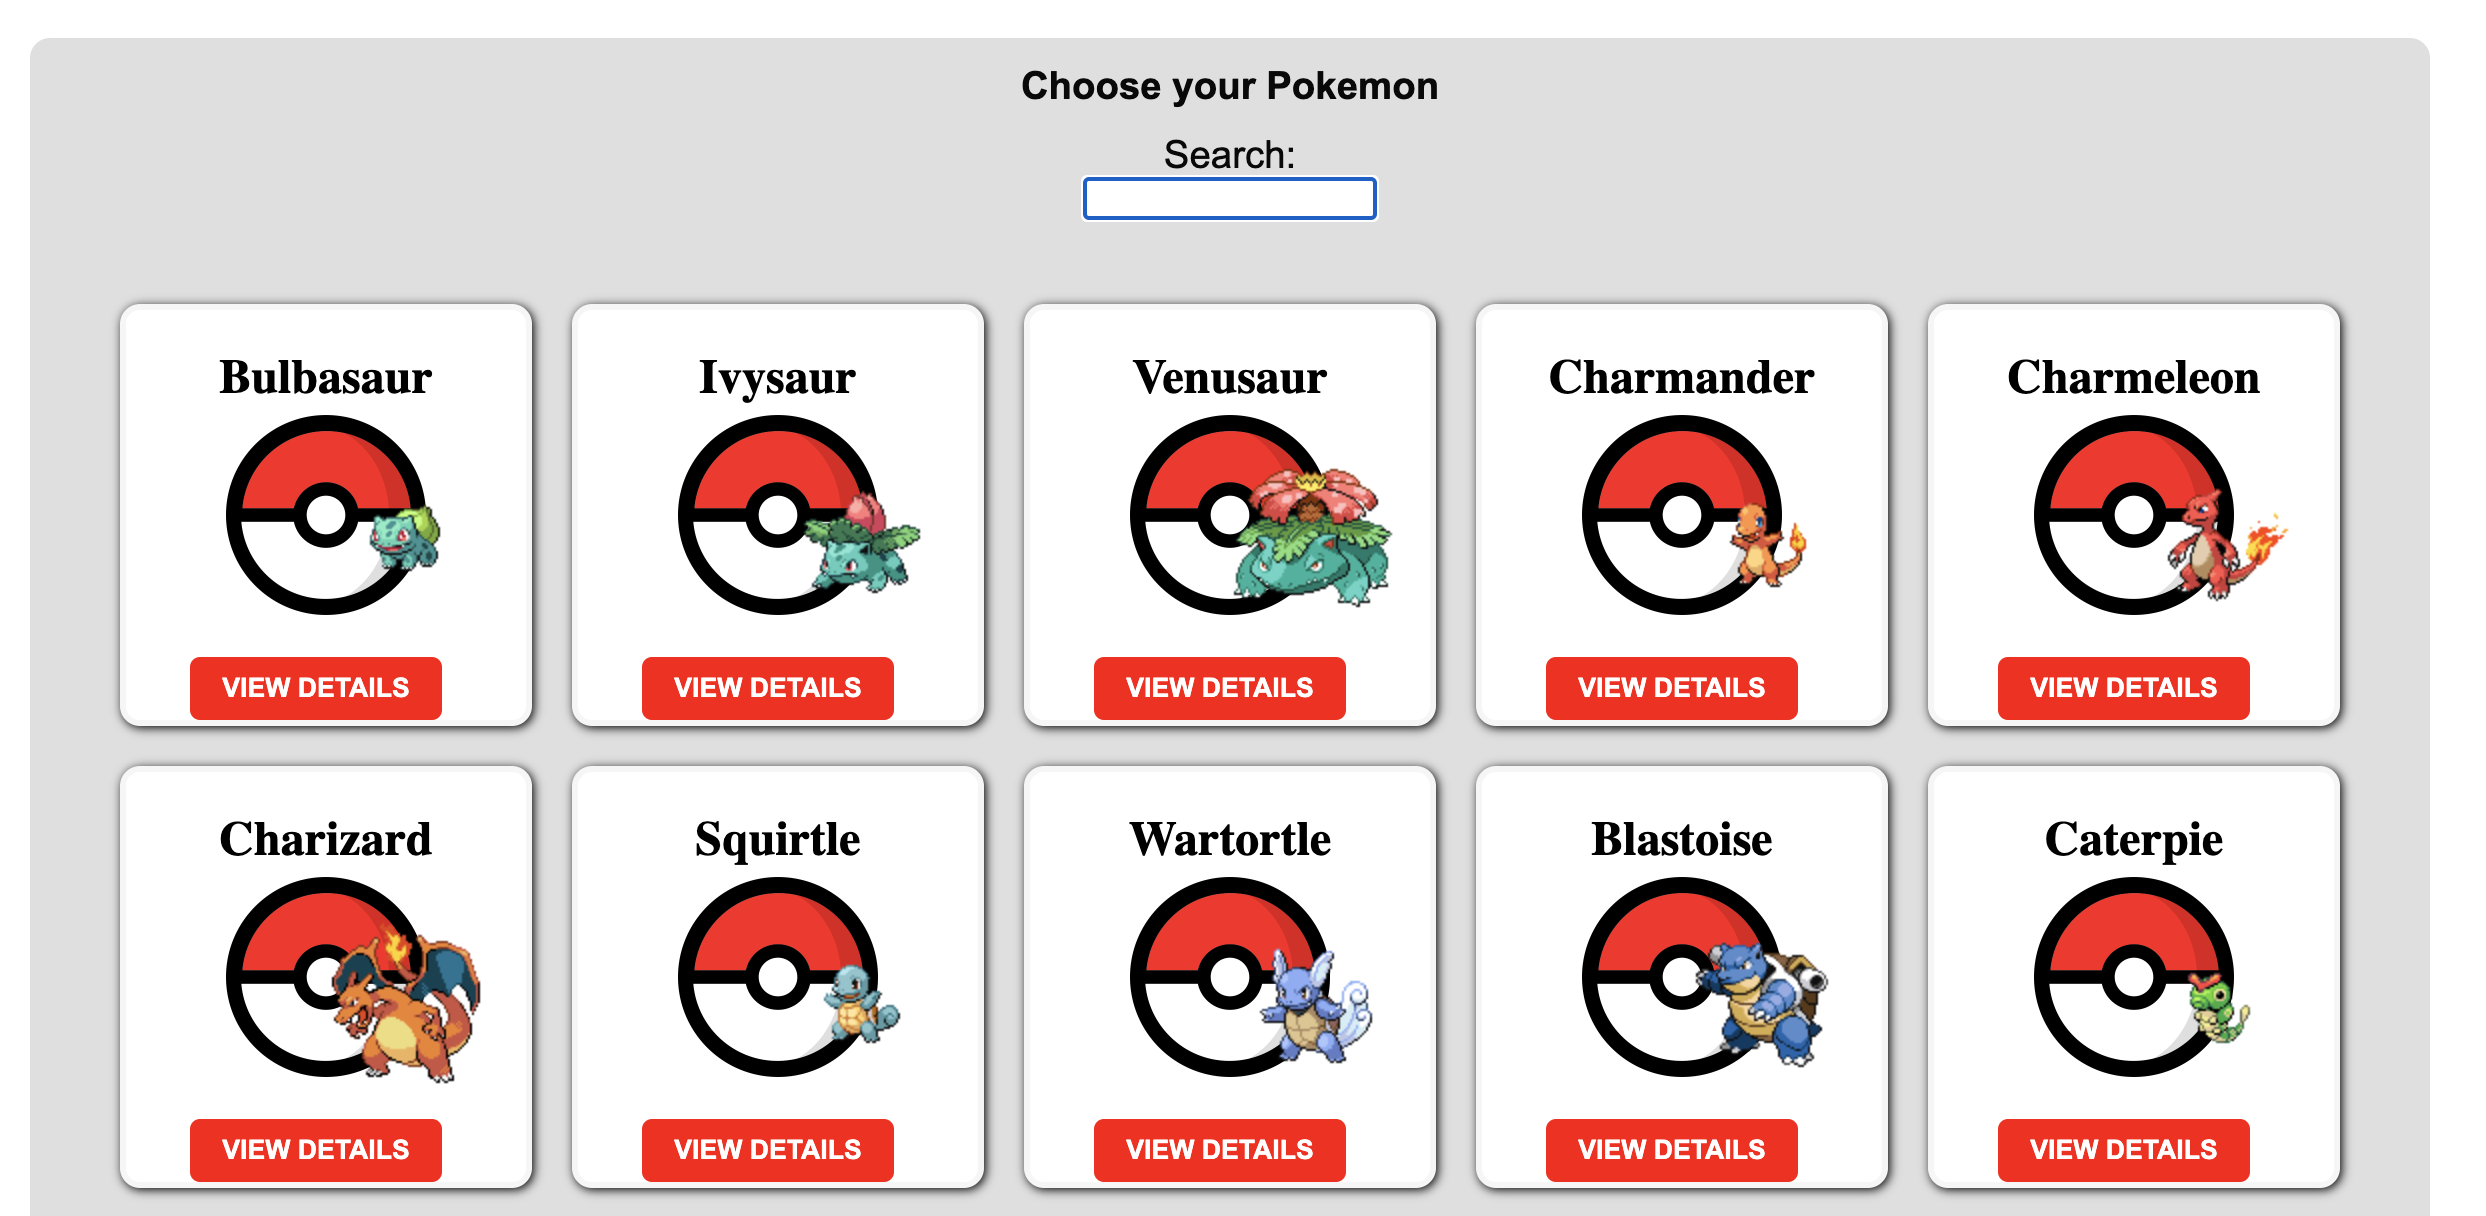 Choose your Pokemon
Search:
Bulbasaur
Ivysaur
Venusaur
Charmander
Charmeleon
VIEW DETAILS
VIEW DETAILS
VIEW DETAILS
VIEW DETAILS
VIEW DETAILS
Charizard
Squirtle
Wartortle
Blastoise
Caterpie
VIEW DETAILS
VIEW DETAILS
VIEW DETAILS
VIEW DETAILS
VIEW DETAILS